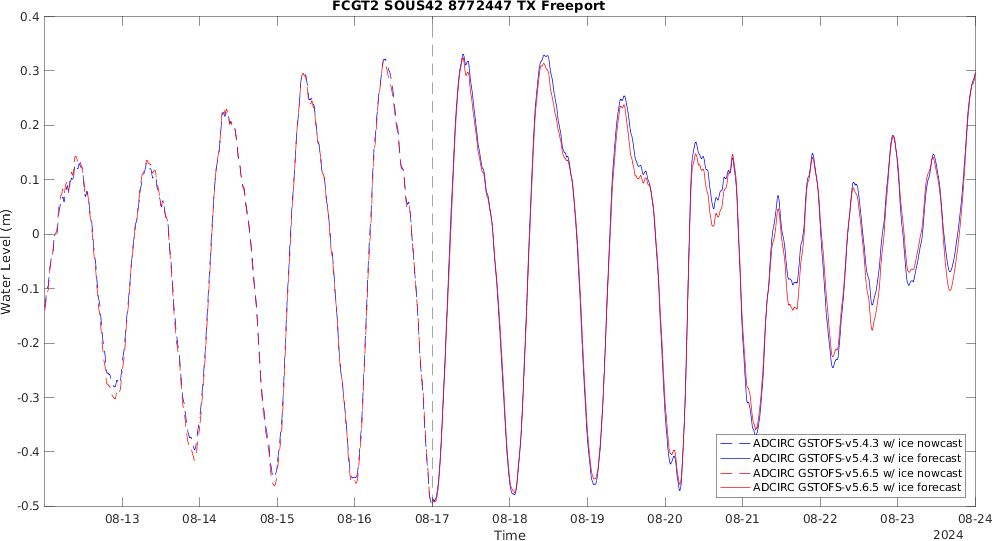 FCGT2 SOUS42 8772447 TX Freeport
0.4
0.3
0.2
0.1
0
-0.1
-0.2
-0.3
-0.4
-0.5
Water Level (m)
ADCIRC GSTOFS-v5.4.3 w/ ice nowcast
ADCIRC GSTOFS-v5.4.3 w/ ice forecast
ADCIRC GSTOFS-v5.6.5 w/ ice nowcast
ADCIRC GSTOFS-v5.6.5 w/ ice forecast
08-13 08-14 08-15 08-16 08-17 08-18 08-19 08-20 08-21 08-22 08-23 08-24
Time
2024